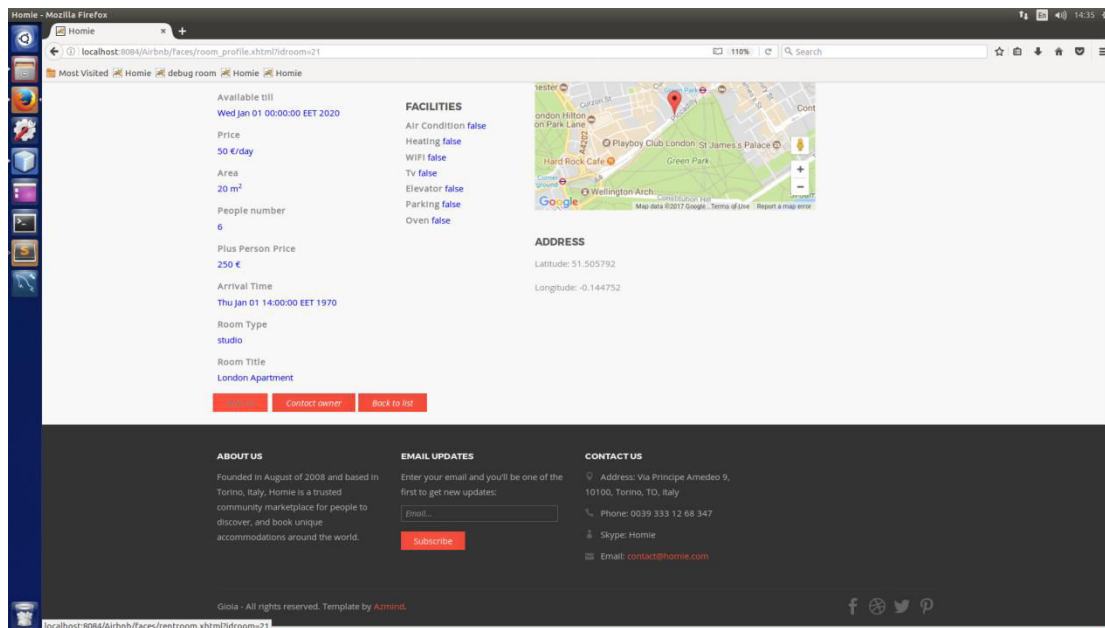 Homie - Mozilla Firefox
En
14:35
Homie
localhost:8084/Airbnb/faces/room_profile.xhtml?idroom=21
110%
Search
Most Visited Homie debug room Homie Homie
Available till
Wed Jan 01 00:00:00 EET 2020
Price
50 €/day
Area
20 m²
People number
6
Plus Person Price
250 €
Arrival Time
Thu Jan 01 14:00:00 EET 1970
Room Type
studio
Room Title
London Apartment
Contact owner
Back to list
FACILITIES
Air Condition false
Heating false
WIFI false
Tv false
Elevator false
Parking false
Oven false
Green Park
Curzon St
ondon Hilton
on Park Lane
A4202
Playboy Club London
St James's Palace
Hard Rock Cafe
Green Park
Wellington Arch
Constitution Hill
Google
Map data ©2017 Google
Terms of Use
Report a map error
ADDRESS
Latitude: 51.505792
Longitude: -0.144752
ABOUT US
Founded in August of 2008 and based in
Torino, Italy, Homie is a trusted
community marketplace for people to
discover, and book unique
accommodations around the world.
EMAIL UPDATES
Enter your email and you'll be one of the
first to get new updates:
Email...
Subscribe
CONTACT US
Address: Via Principe Amedeo 9,
10100, Torino, TO, Italy
Phone: 0039 333 12 68 347
Skype: Homie
Email: contact@homie.com
Gioia - All rights reserved. Template by Azmind.
localhost:8084/Airbnb/faces/rentroom.xhtml?idroom=21